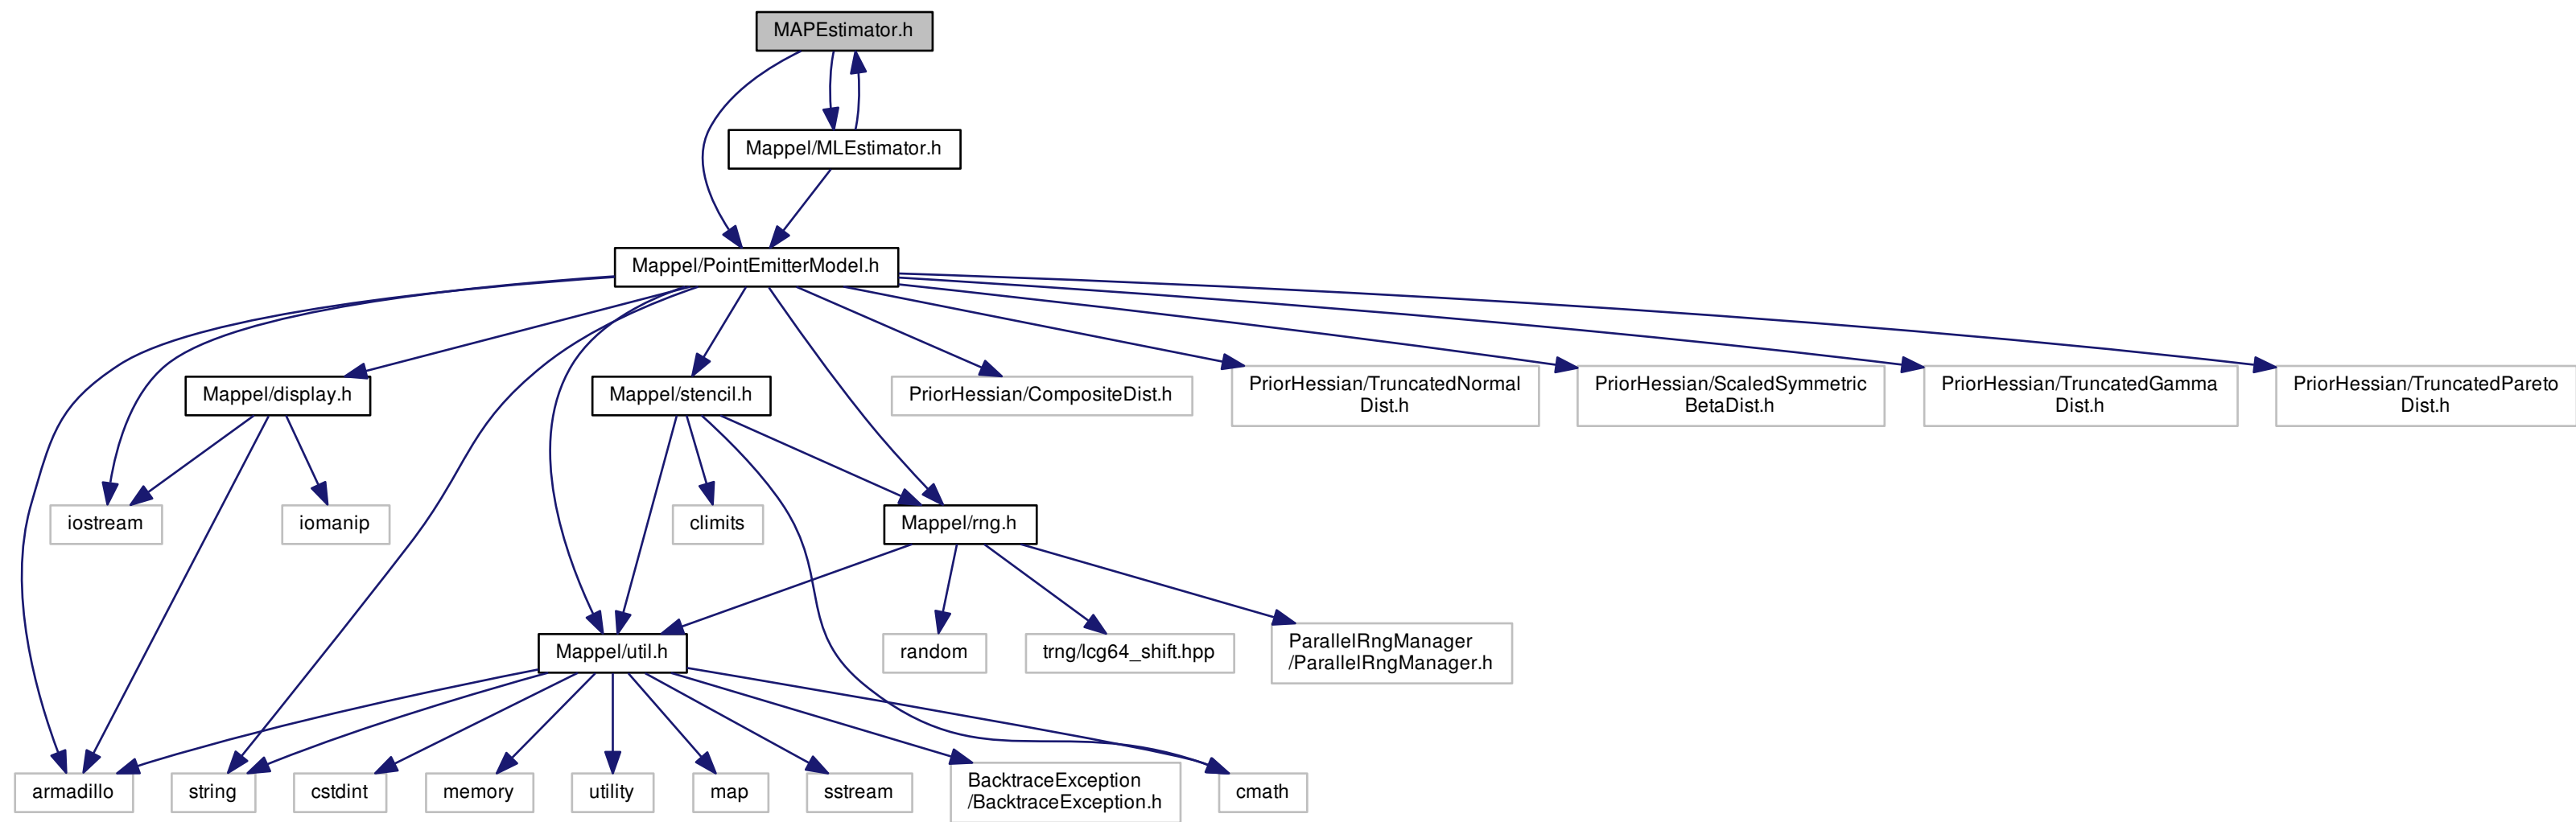 MAPEstimator.h
Mappel/MLEstimator.h
Mappel/PointEmitterModel.h
Mappel/display.h
Mappel/stencil.h
PriorHessian/CompositeDist.h
PriorHessian/TruncatedNormal
Dist.h
PriorHessian/ScaledSymmetric
BetaDist.h
PriorHessian/TruncatedGamma
Dist.h
PriorHessian/TruncatedPareto
Dist.h
iostream
iomanip
climits
Mappel/rng.h
Mappel/util.h
random
trng/lcg64_shift.hpp
ParallelRngManager
/ParallelRngManager.h
armadillo
string
cstdint
memory
utility
map
sstream
BacktraceException
/BacktraceException.h
cmath